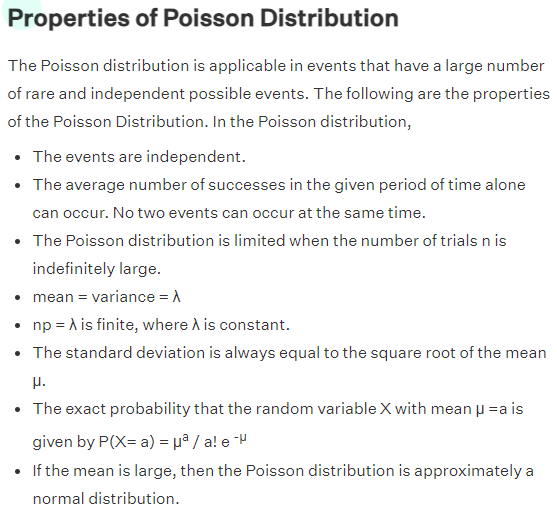 Properties of Poisson Distribution
The Poisson distribution is applicable in events that have a large number
of rare and independent possible events. The following are the properties
of the Poisson Distribution. In the Poisson distribution,
• The events are independent.
• The average number of successes in the given period of time alone
can occur. No two events can occur at the same time.
• The Poisson distribution is limited when the number of trials n is
indefinitely large.
• mean = variance = λ
• np = λ is finite, where λ is constant.
• The standard deviation is always equal to the square root of the mean
μ.
• The exact probability that the random variable X with mean μ =a is
given by P(X= a) = μᵃ / a! e ⁻ᵘ
• If the mean is large, then the Poisson distribution is approximately a
normal distribution.